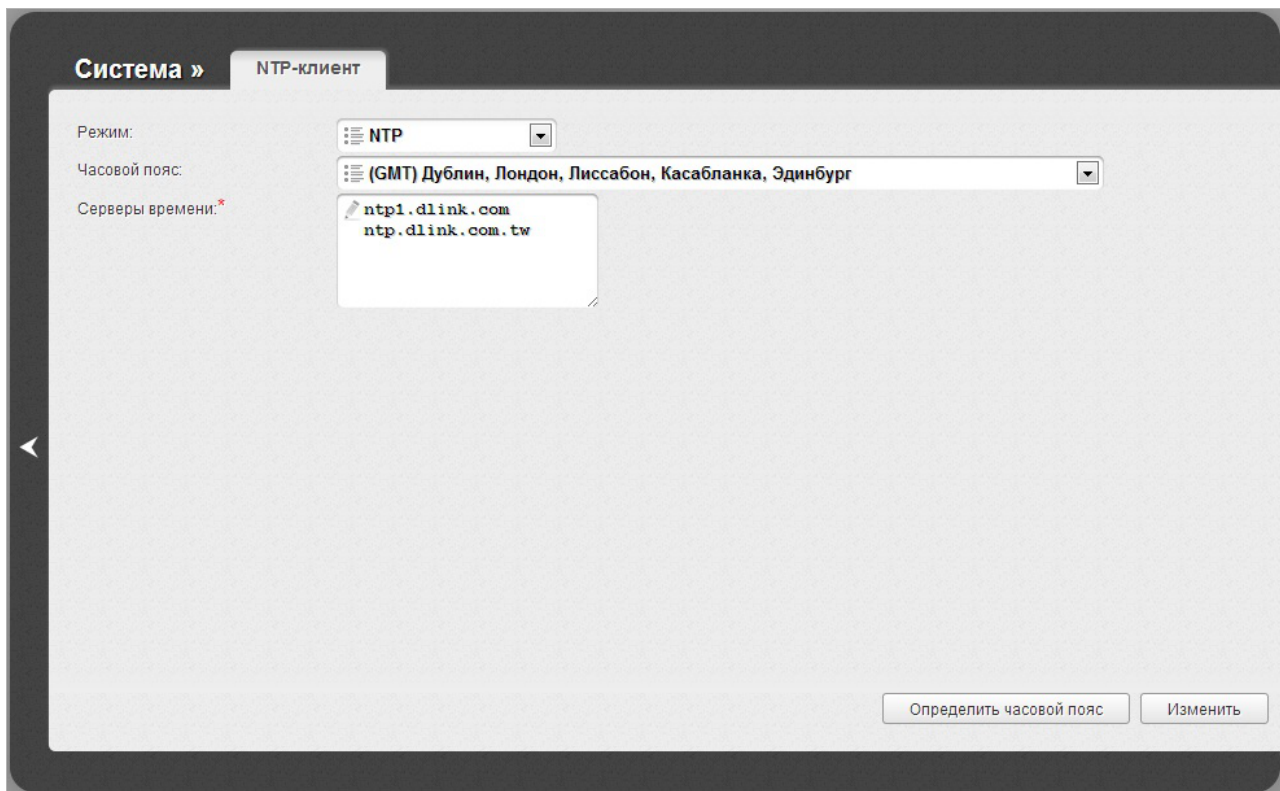 Система »
NTP-клиент
Режим:
NTP
Часовой пояс:
(GMT) Дублин, Лондон, Лиссабон, Касабланка, Эдинбург
Серверы времени:*
ntp1.dlink.com
ntp.dlink.com.tw
Определить часовой пояс
Изменить